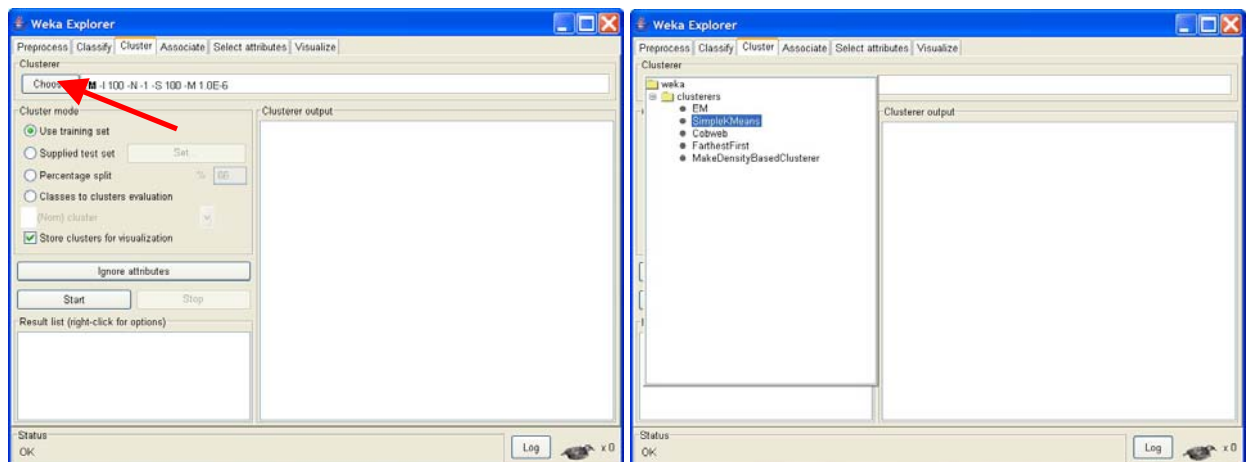 Weka Explorer
Preprocess Classify Cluster Associate Select attributes Visualize
Clusterer
M -I 100 -N -1 -S 100 -M 1.0E-6
Cluster mode
Use training set
Supplied test set Set...
Percentage split % 66
Classes to clusters evaluation
(Nom) cluster
Store clusters for visualization
Ignore attributes
Start Stop
Result list (right-click for options)
Clusterer output
Status
OK
Log x 0
Weka Explorer
Preprocess Classify Cluster Associate Select attributes Visualize
Clusterer
weka
clusterers
EM
SimpleKMeans
Cobweb
FarthestFirst
MakeDensityBasedClusterer
Clusterer output
Status
OK
Log x 0